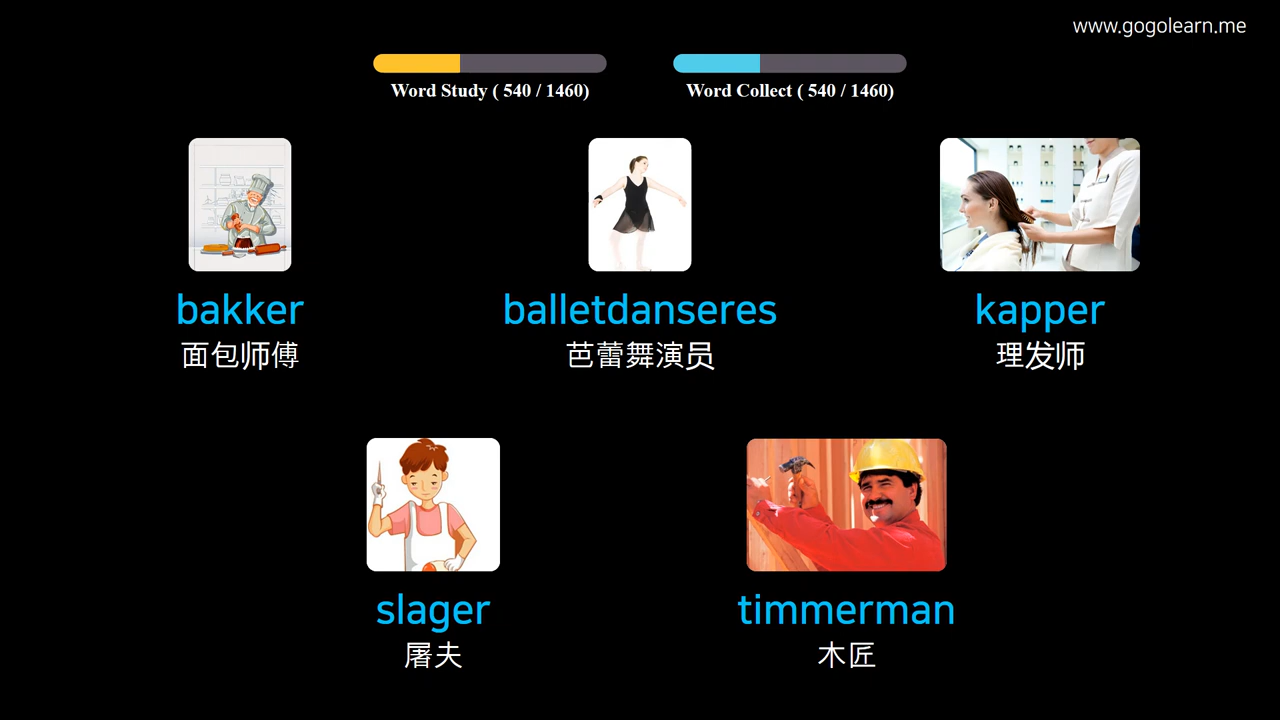 www.gogolearn.me
Word Study ( 540 / 1460)
Word Collect ( 540 / 1460)
bakker
面包师傅
balletdanseres
芭蕾舞演员
kapper
理发师
slager
屠夫
timmerman
木匠